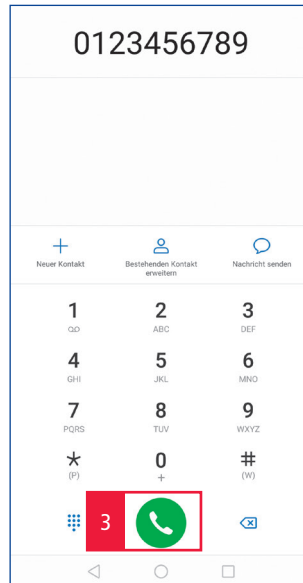 0123456789
Neuer Kontakt
Bestehenden Kontakt
erweitern
Nachricht senden
1 2 3
ABC DEF
4 5 6
GHI JKL MNO
7 8 9
PQRS TUV WXYZ
* 0 #
(P) + (W)
3